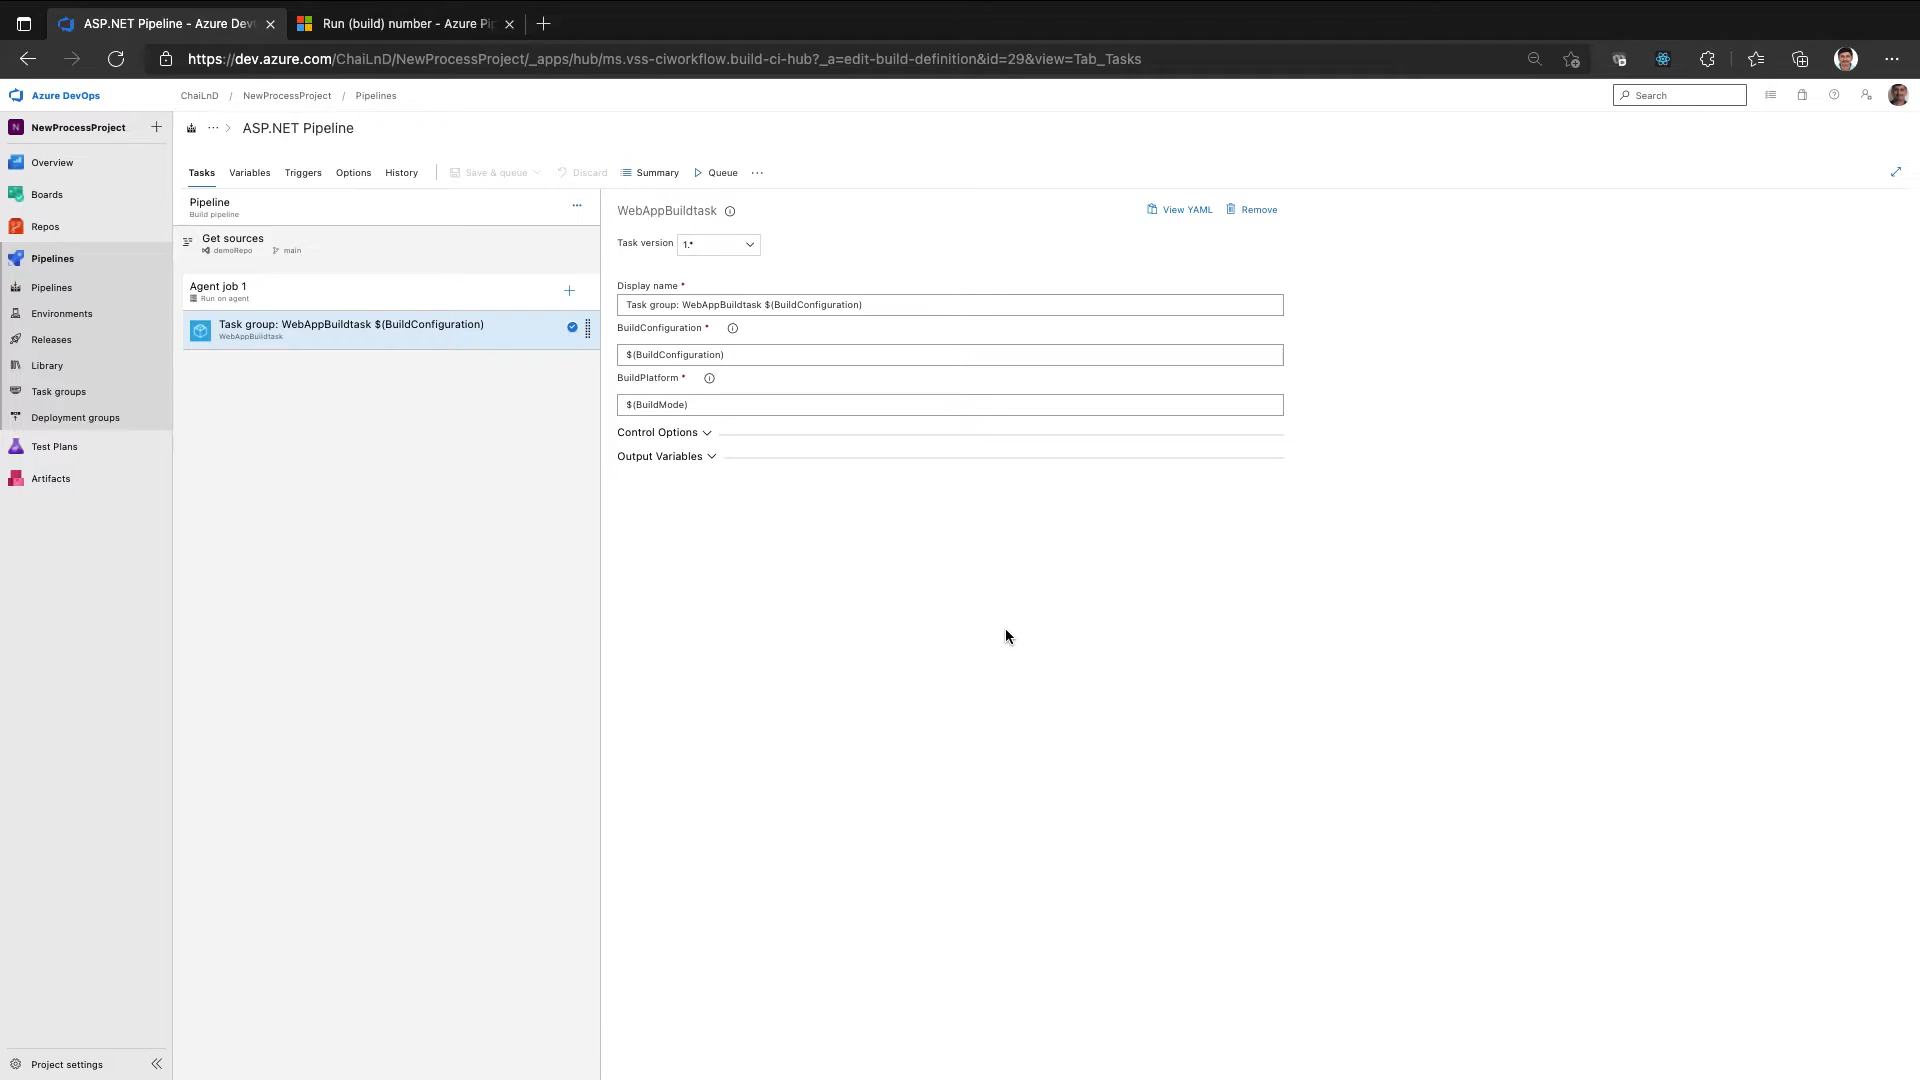 ASP.NET Pipeline - Azure Dev
Run (build) number - Azure Pi
https://dev.azure.com/ChaiLnD/NewProcessProject/_apps/hub/ms.vss-ciworkflow.build-ci-hub?_a=edit-build-definition&id=29&view=Tab_Tasks
Azure DevOps
ChaiLnD / NewProcessProject / Pipelines
Search
N NewProcessProject
ASP.NET Pipeline
Overview
Boards
Repos
Pipelines
Pipelines
Environments
Releases
Library
Task groups
Deployment groups
Test Plans
Artifacts
Project settings
Tasks Variables Triggers Options History Save & queue Discard Summary Queue ...
Pipeline
Build pipeline
Get sources
demoRepo main
Agent job 1
Run on agent
Task group: WebAppBuildtask $(BuildConfiguration)
WebAppBuildtask
WebAppBuildtask
View YAML Remove
Task version 1.*
Display name *
Task group: WebAppBuildtask $(BuildConfiguration)
BuildConfiguration *
$(BuildConfiguration)
BuildPlatform *
$(BuildMode)
Control Options
Output Variables